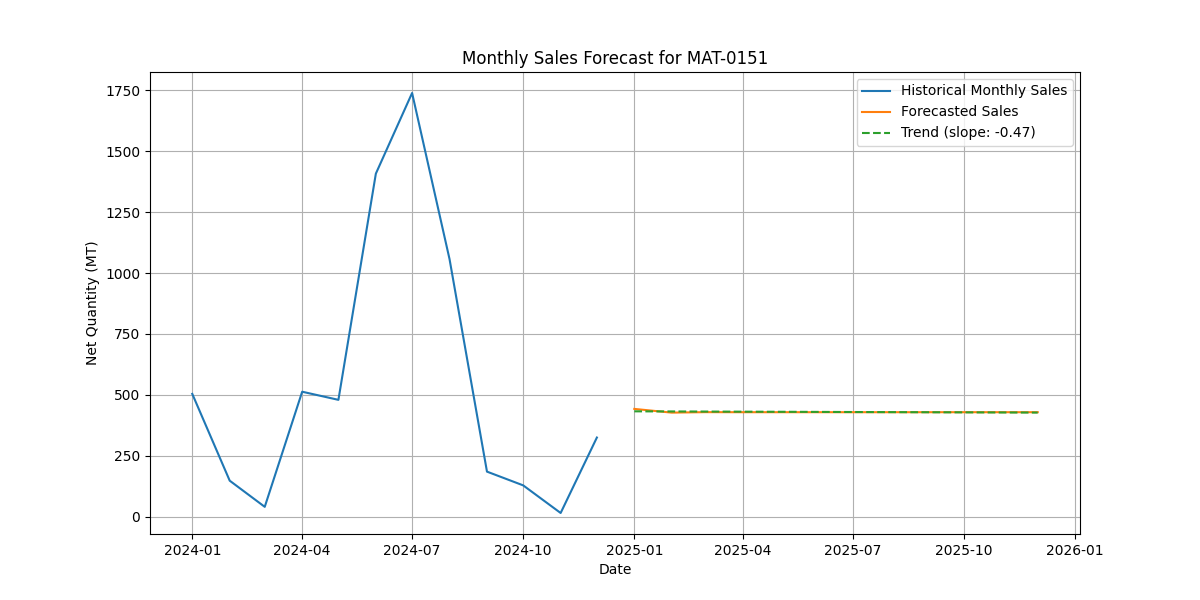 Monthly Sales Forecast for MAT-0151
Historical Monthly Sales
Forecasted Sales
Trend (slope: -0.47)
Net Quantity (MT)
1750
1500
1250
1000
750
500
250
0
2024-01 2024-04 2024-07 2024-10 2025-01 2025-04 2025-07 2025-10 2026-01
Date